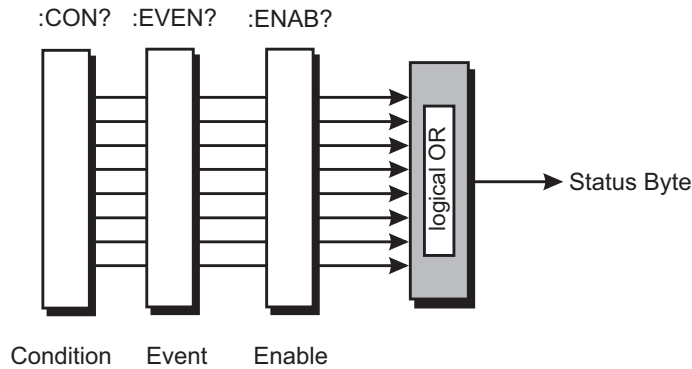 :CON? :EVEN? :ENAB?
logical OR
Status Byte
Condition Event Enable